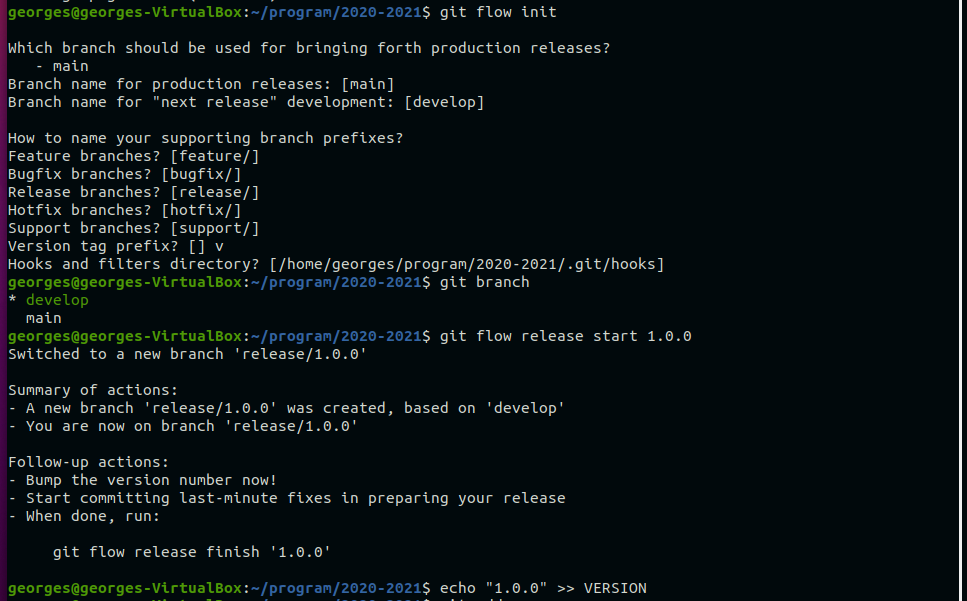 georges@georges-VirtualBox:~/program/2020-2021$ git flow init
Which branch should be used for bringing forth production releases?
   - main
Branch name for production releases: [main]
Branch name for "next release" development: [develop]
How to name your supporting branch prefixes?
Feature branches? [feature/]
Bugfix branches? [bugfix/]
Release branches? [release/]
Hotfix branches? [hotfix/]
Support branches? [support/]
Version tag prefix? [] v
Hooks and filters directory? [/home/georges/program/2020-2021/.git/hooks]
georges@georges-VirtualBox:~/program/2020-2021$ git branch
* develop
  main
georges@georges-VirtualBox:~/program/2020-2021$ git flow release start 1.0.0
Switched to a new branch 'release/1.0.0'
Summary of actions:
- A new branch 'release/1.0.0' was created, based on 'develop'
- You are now on branch 'release/1.0.0'
Follow-up actions:
- Bump the version number now!
- Start committing last-minute fixes in preparing your release
- When done, run:
     git flow release finish '1.0.0'
georges@georges-VirtualBox:~/program/2020-2021$ echo "1.0.0" >> VERSION